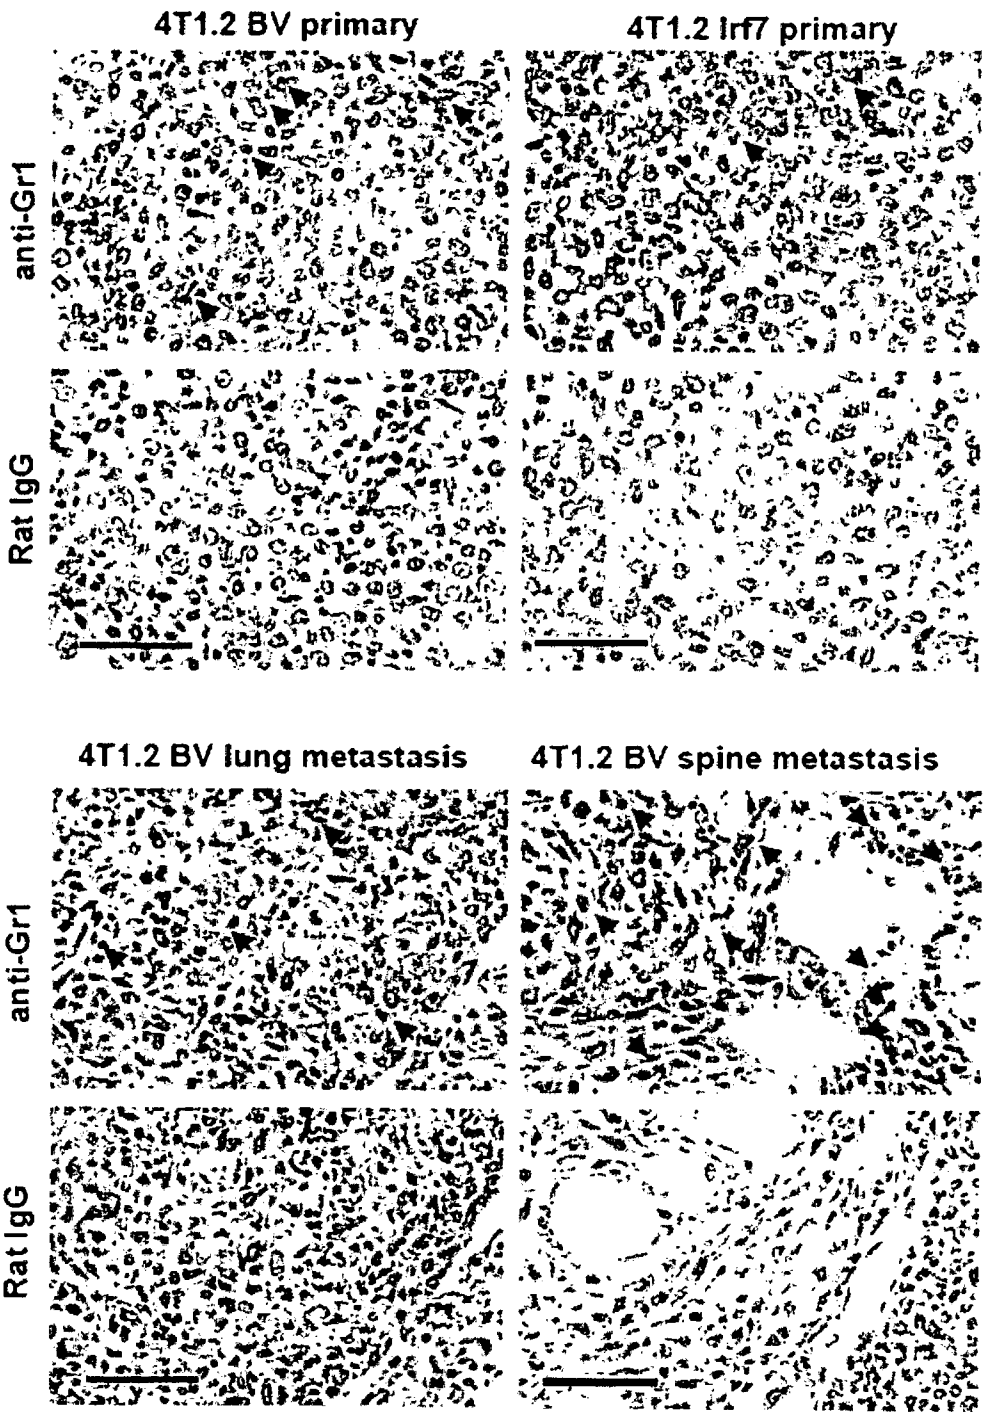 4T1.2 BV primary
4T1.2 Irf7 primary
anti-Gr1
Rat IgG
4T1.2 BV lung metastasis
4T1.2 BV spine metastasis
anti-Gr1
Rat IgG